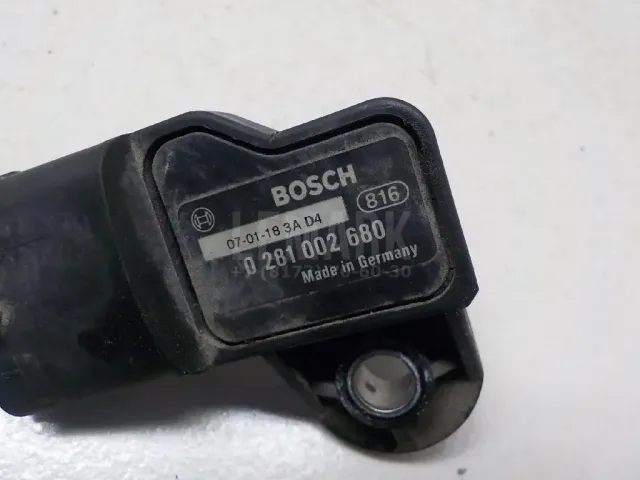 BOSCH
816
07-01-18 3A D4
0 281 002 680
Made in Germany